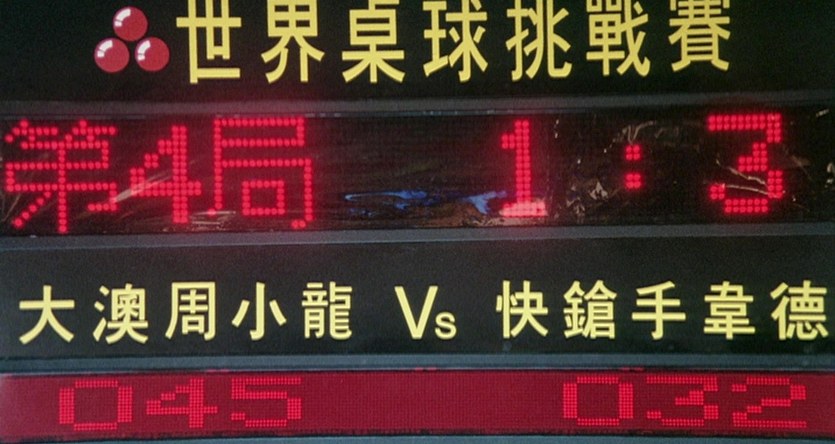 世界桌球挑戰賽
第4局 1:3
大澳周小龍 Vs 快鎗手韋德
045 032